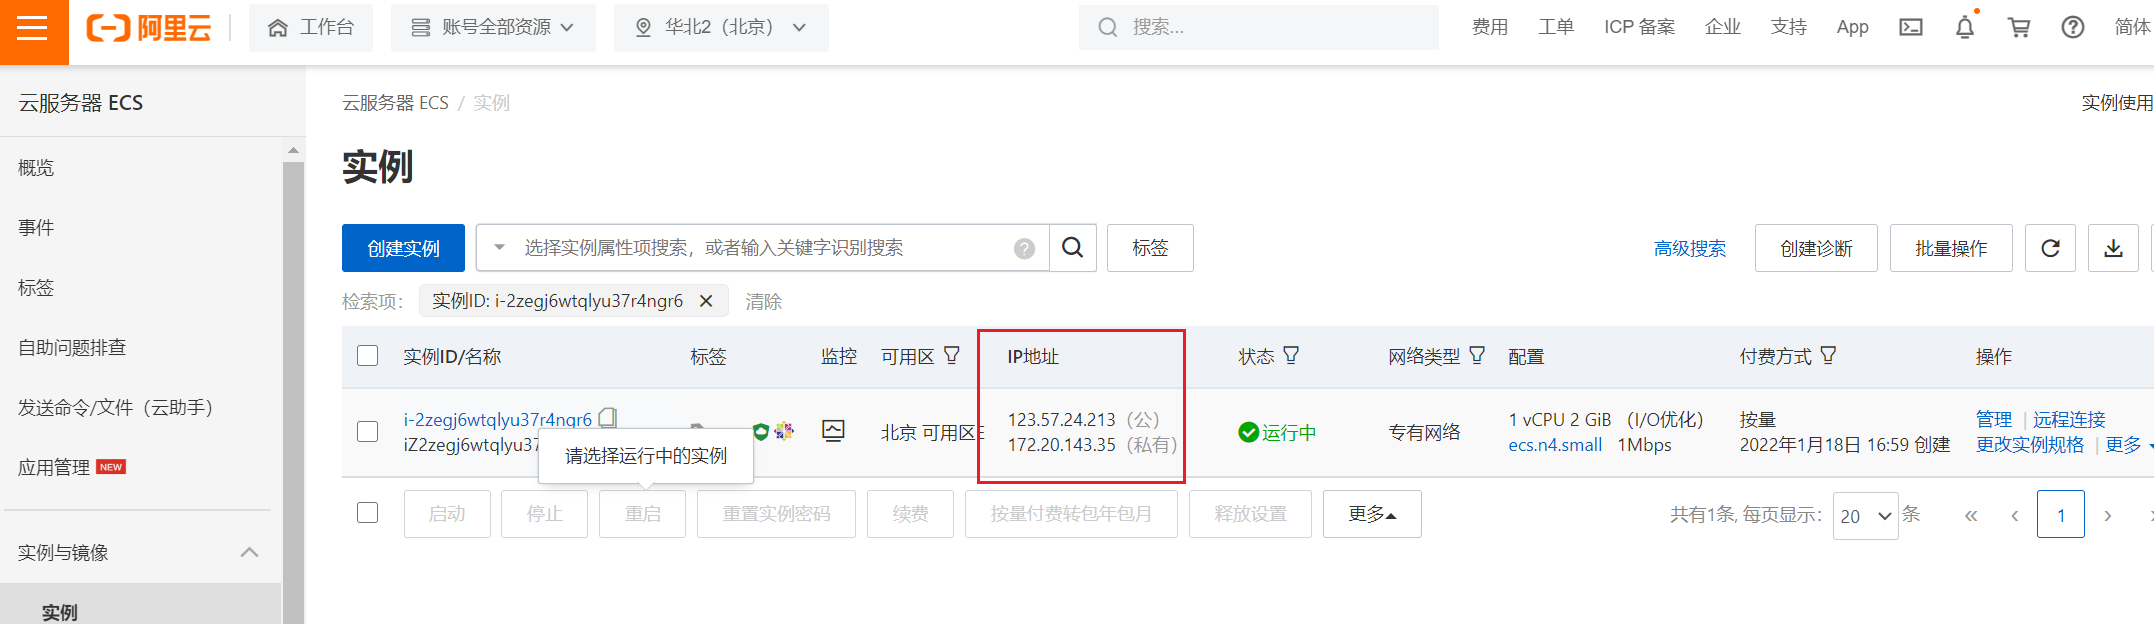 阿里云
工作台
账号全部资源
华北2（北京）
搜索...
费用
工单
ICP 备案
企业
支持
App
简体
云服务器 ECS
概览
事件
标签
自助问题排查
发送命令/文件（云助手）
应用管理 NEW
实例与镜像
实例
云服务器 ECS / 实例
实例使用
实例
创建实例
选择实例属性项搜索，或者输入关键字识别搜索
标签
高级搜索
创建诊断
批量操作
检索项：
实例ID: i-2zegj6wtqlyu37r4ngr6
清除
实例ID/名称 标签 监控 可用区 IP地址 状态 网络类型 配置 付费方式 操作
i-2zegj6wtqlyu37r4ngr6
iZ2zegj6wtqlyu37
请选择运行中的实例
北京 可用区
123.57.24.213（公）
172.20.143.35（私有）
运行中
专有网络
1 vCPU 2 GiB （I/O优化）
ecs.n4.small 1Mbps
按量
2022年1月18日 16:59 创建
管理 | 远程连接
更改实例规格 | 更多
启动 停止 重启 重置实例密码 续费 按量付费转包年包月 释放设置 更多
共有1条, 每页显示： 20 条 « ‹ 1 ›